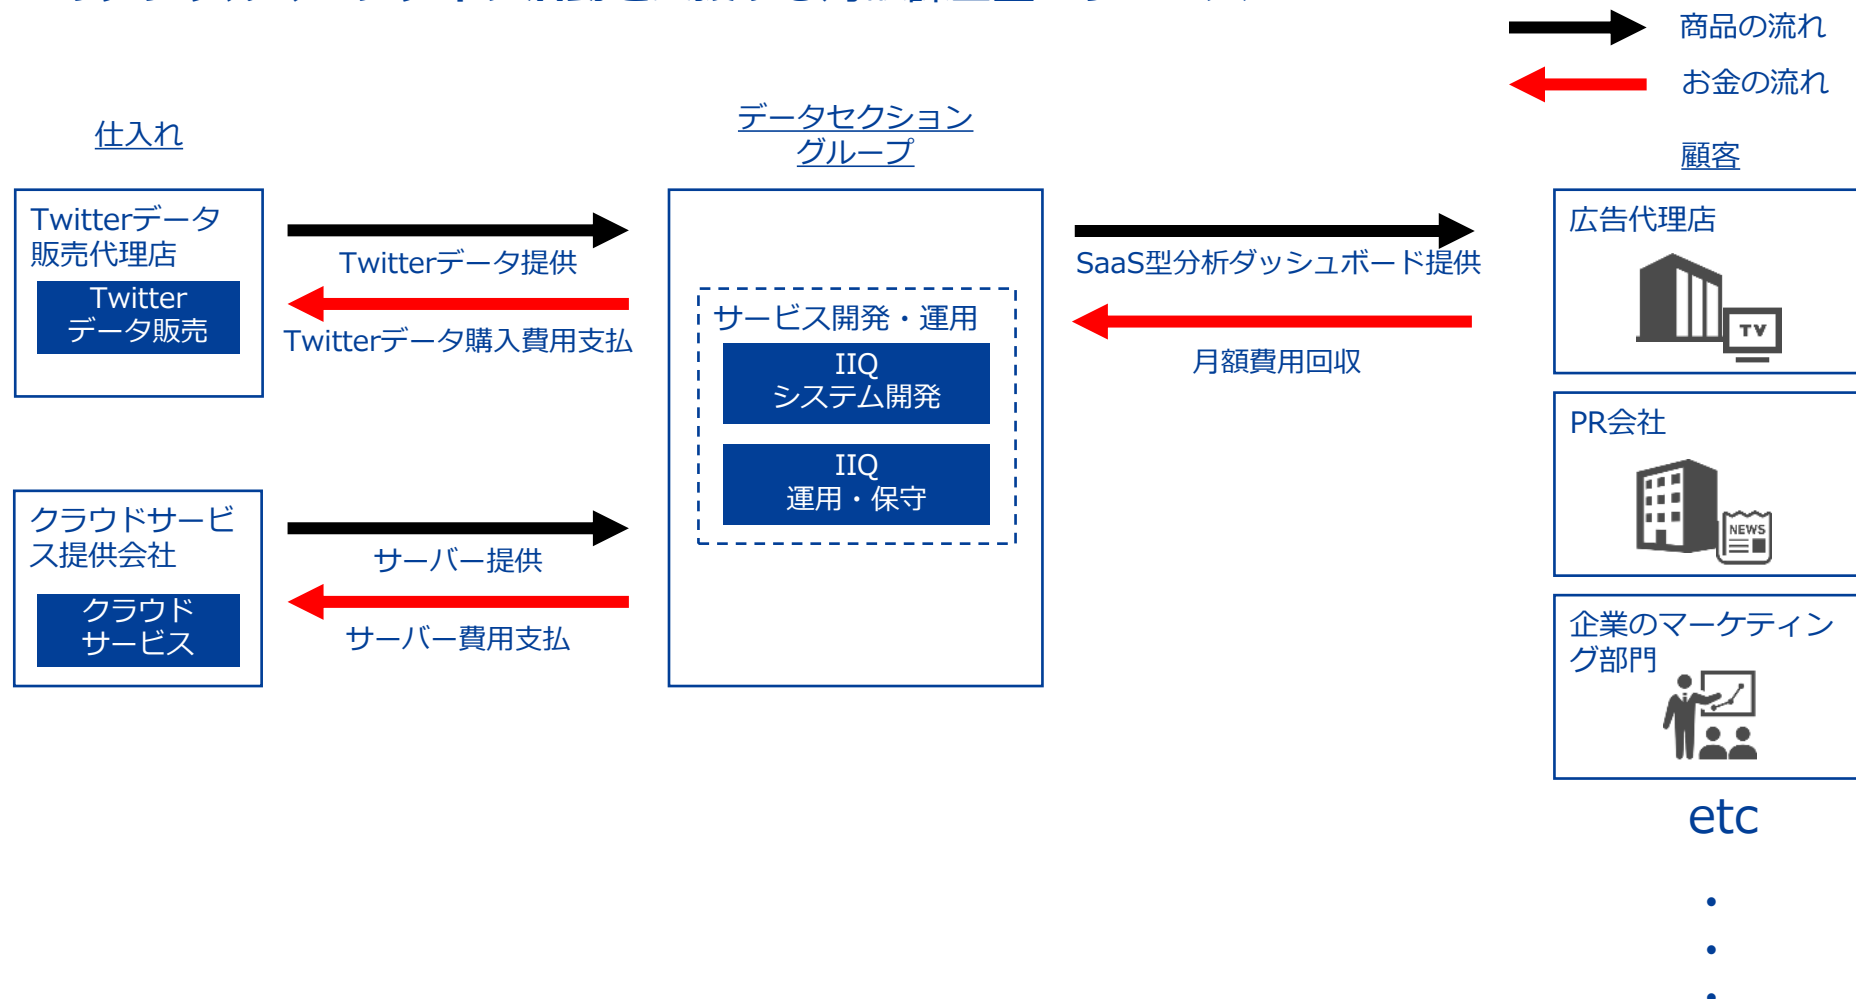 商品の流れ
お金の流れ
仕入れ
データセクション
グループ
顧客
Twitterデータ
販売代理店
Twitter
データ販売
Twitterデータ提供
Twitterデータ購入費用支払
サービス開発・運用
IIQ
システム開発
IIQ
運用・保守
SaaS型分析ダッシュボード提供
月額費用回収
広告代理店
TV
PR会社
NEWS
クラウドサービ
ス提供会社
クラウド
サービス
サーバー提供
サーバー費用支払
企業のマーケティン
グ部門
etc
・
・
・